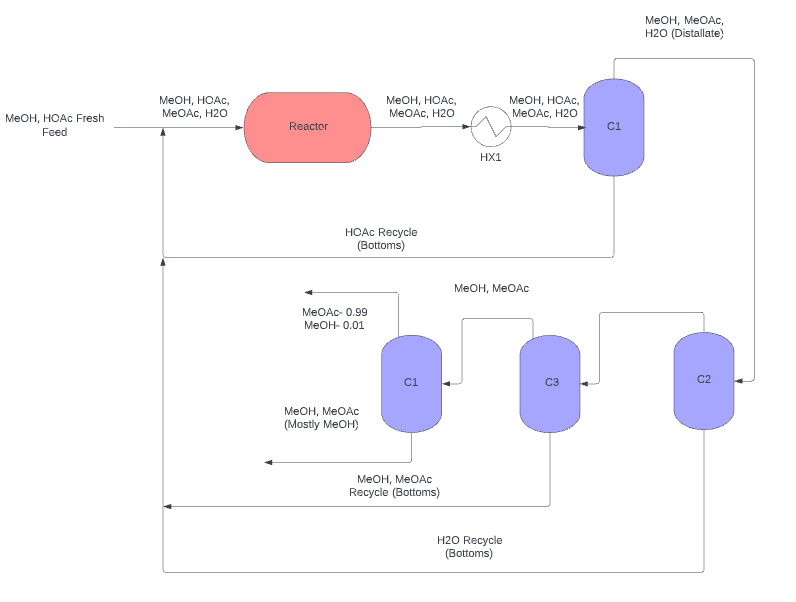 MeOH, MeOAc,
H2O (Distallate)
MeOH, HOAc Fresh
Feed
MeOH, HOAc,
MeOAc, H2O
Reactor
MeOH, HOAc,
MeOAc, H2O
HX1
MeOH, HOAc,
MeOAc, H2O
C1
HOAc Recycle
(Bottoms)
MeOH, MeOAc
MeOAc- 0.99
MeOH- 0.01
C1
C3
C2
MeOH, MeOAc
(Mostly MeOH)
MeOH, MeOAc
Recycle (Bottoms)
H2O Recycle
(Bottoms)